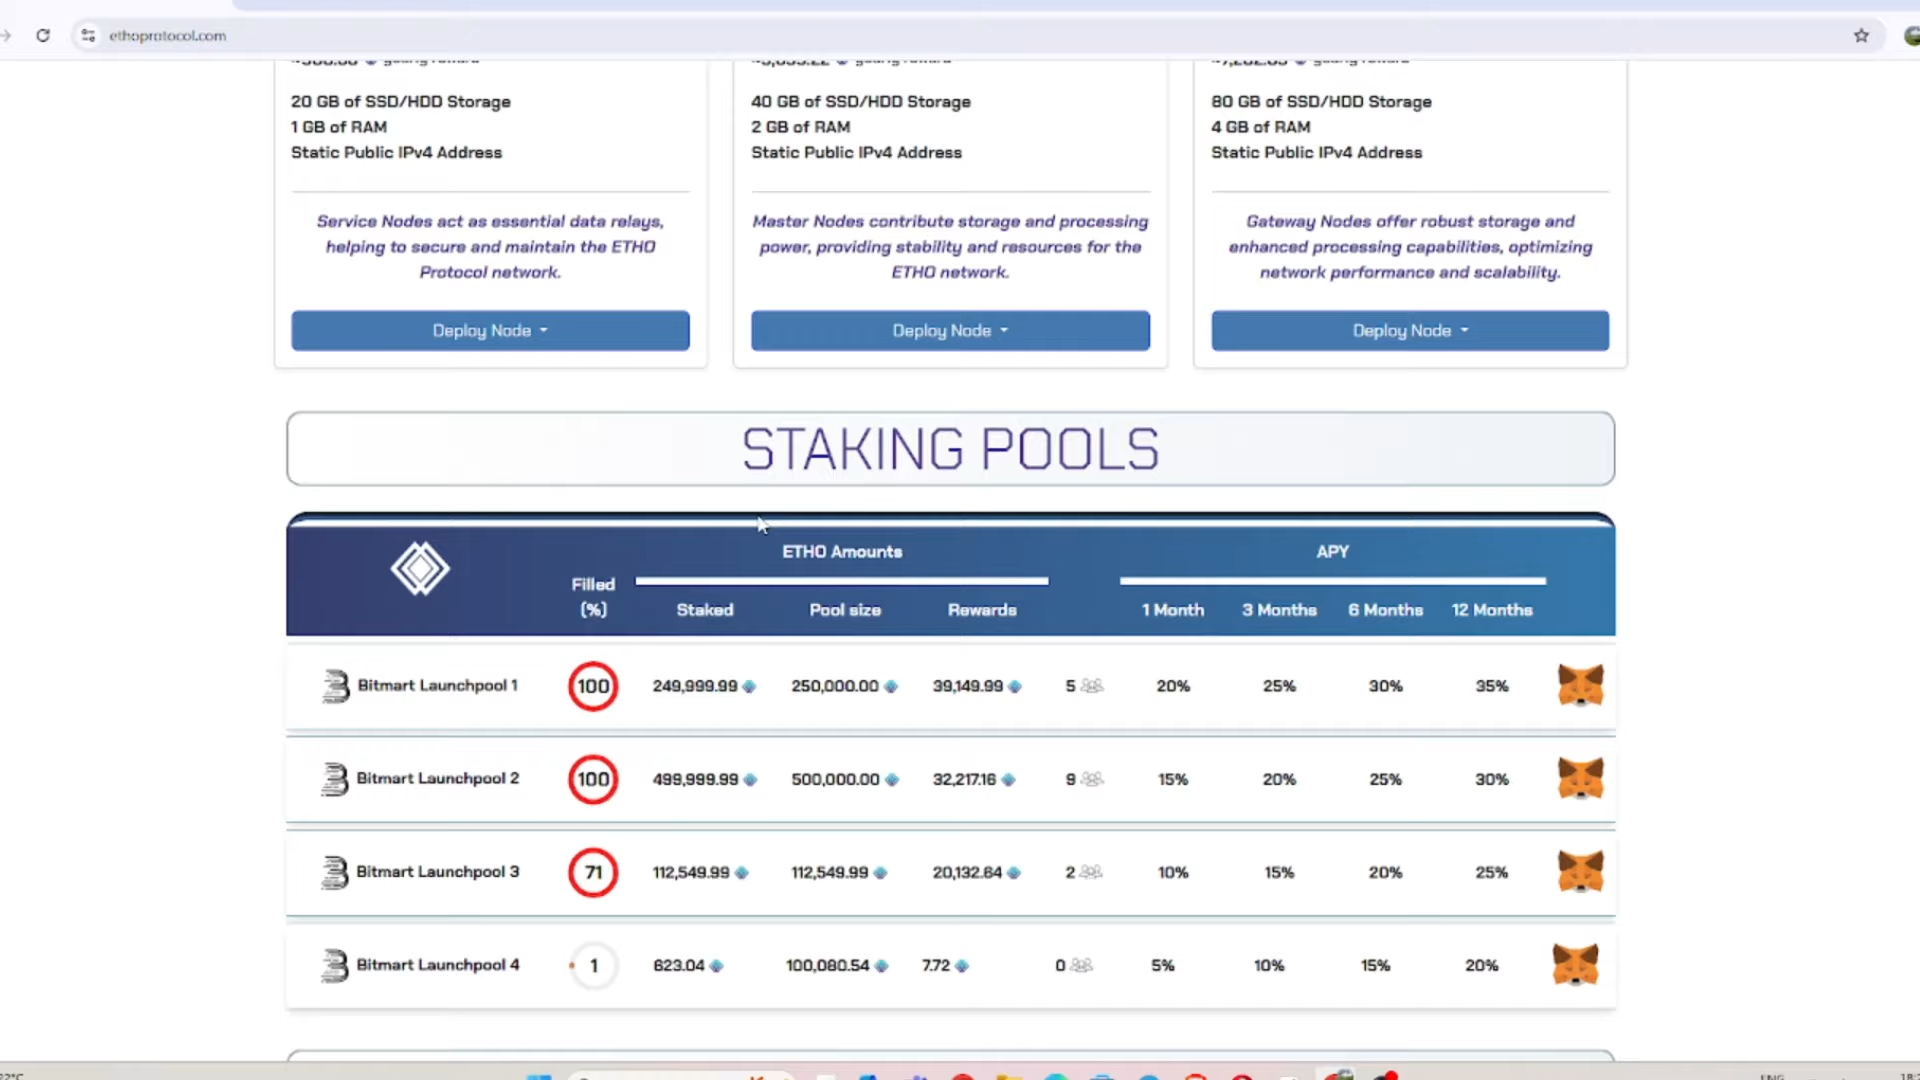 ethoprotocol.com
20 GB of SSD/HDD Storage
1 GB of RAM
Static Public IPv4 Address
Service Nodes act as essential data relays,
helping to secure and maintain the ETHO
Protocol network.
Deploy Node
40 GB of SSD/HDD Storage
2 GB of RAM
Static Public IPv4 Address
Master Nodes contribute storage and processing
power, providing stability and resources for the
ETHO network.
Deploy Node
80 GB of SSD/HDD Storage
4 GB of RAM
Static Public IPv4 Address
Gateway Nodes offer robust storage and
enhanced processing capabilities, optimizing
network performance and scalability.
Deploy Node
STAKING POOLS
ETHO Amounts APY
Filled
(%) Staked Pool size Rewards 1 Month 3 Months 6 Months 12 Months
Bitmart Launchpool 1 100 249,999.99 250,000.00 39,149.99 5 20% 25% 30% 35%
Bitmart Launchpool 2 100 499,999.99 500,000.00 32,217.16 9 15% 20% 25% 30%
Bitmart Launchpool 3 71 112,549.99 112,549.99 20,132.64 2 10% 15% 20% 25%
Bitmart Launchpool 4 1 623.04 100,080.54 7.72 0 5% 10% 15% 20%